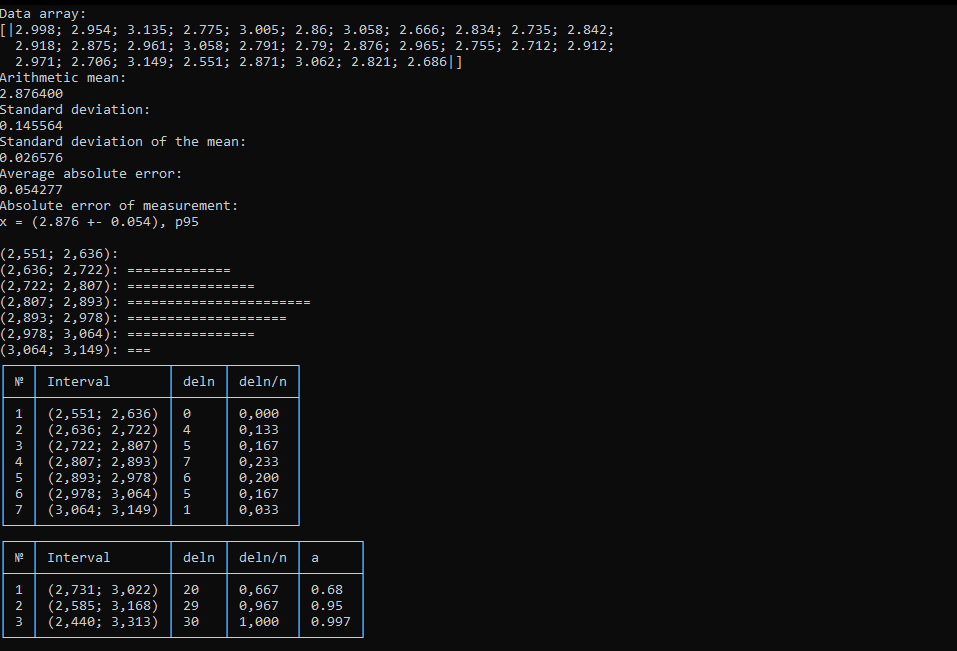 Data array:
[|2.998; 2.954; 3.135; 2.775; 3.005; 2.86; 3.058; 2.666; 2.834; 2.735; 2.842;
2.918; 2.875; 2.961; 3.058; 2.791; 2.79; 2.876; 2.965; 2.755; 2.712; 2.912;
2.971; 2.706; 3.149; 2.551; 2.871; 3.062; 2.821; 2.686|]
Arithmetic mean:
2.876400
Standard deviation:
0.145564
Standard deviation of the mean:
0.026576
Average absolute error:
0.054277
Absolute error of measurement:
x = (2.876 +- 0.054), p95
(2,551; 2,636):
(2,636; 2,722): =============
(2,722; 2,807): ================
(2,807; 2,893): =======================
(2,893; 2,978): ====================
(2,978; 3,064): ================
(3,064; 3,149): ===
№ Interval deln deln/n
1 (2,551; 2,636) 0 0,000
2 (2,636; 2,722) 4 0,133
3 (2,722; 2,807) 5 0,167
4 (2,807; 2,893) 7 0,233
5 (2,893; 2,978) 6 0,200
6 (2,978; 3,064) 5 0,167
7 (3,064; 3,149) 1 0,033
№ Interval deln deln/n a
1 (2,731; 3,022) 20 0,667 0.68
2 (2,585; 3,168) 29 0,967 0.95
3 (2,440; 3,313) 30 1,000 0.997